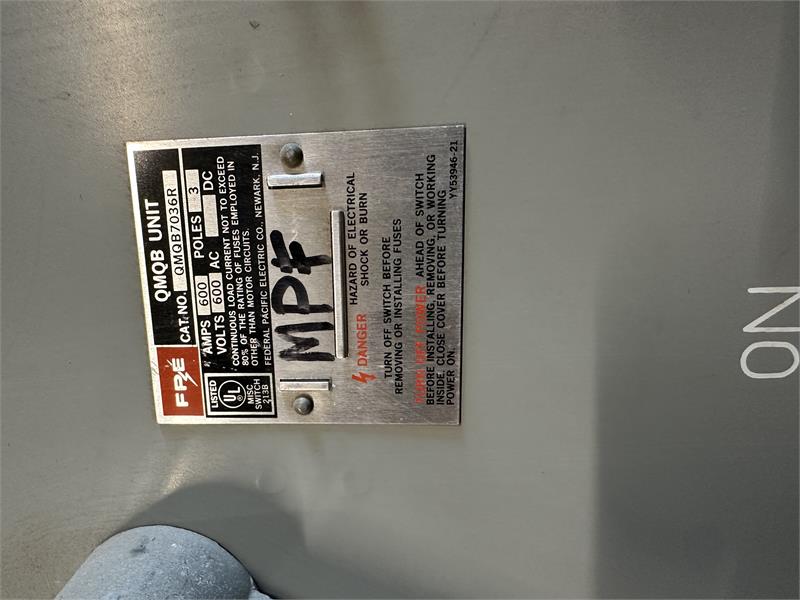 FPE
QMQB UNIT
CAT. NO. QMQB7036R
LISTED
UL
®
MISC
SWITCH
213B
AMPS 600 POLES 3
VOLTS 600 AC DC
CONTINUOUS LOAD CURRENT NOT TO EXCEED
80% OF THE RATING OF FUSES EMPLOYED IN
OTHER THAN MOTOR CIRCUITS.
FEDERAL PACIFIC ELECTRIC CO., NEWARK, N.J.
MPF
DANGER HAZARD OF ELECTRICAL
SHOCK OR BURN
TURN OFF SWITCH BEFORE
REMOVING OR INSTALLING FUSES
TURN OFF POWER AHEAD OF SWITCH
BEFORE INSTALLING, REMOVING, OR WORKING
INSIDE. CLOSE COVER BEFORE TURNING
POWER ON.
YY53946-21
ON